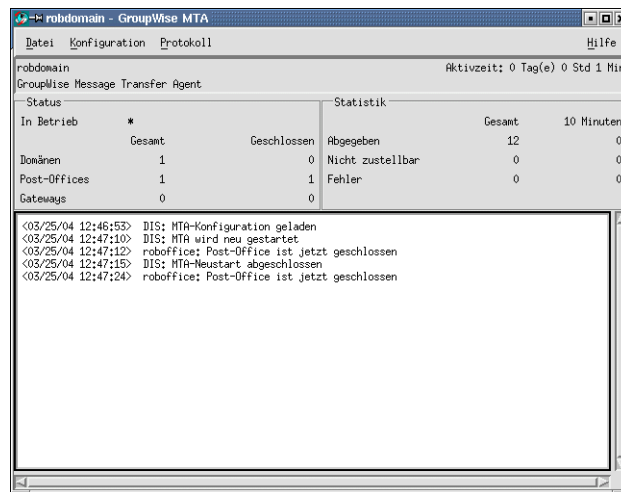 robdomain - GroupWise MTA
Datei Konfiguration Protokoll Hilfe
robdomain Aktivzeit: 0 Tag(e) 0 Std 1 Min
GroupWise Message Transfer Agent
Status Statistik
In Betrieb * Gesamt 10 Minuten
Gesamt Geschlossen Abgegeben 12 0
Domänen 1 0 Nicht zustellbar 0 0
Post-Offices 1 1 Fehler 0 0
Gateways 0 0
<03/25/04 12:46:53> DIS: MTA-Konfiguration geladen
<03/25/04 12:47:10> DIS: MTA wird neu gestartet
<03/25/04 12:47:12> roboffice: Post-Office ist jetzt geschlossen
<03/25/04 12:47:15> DIS: MTA-Neustart abgeschlossen
<03/25/04 12:47:24> roboffice: Post-Office ist jetzt geschlossen